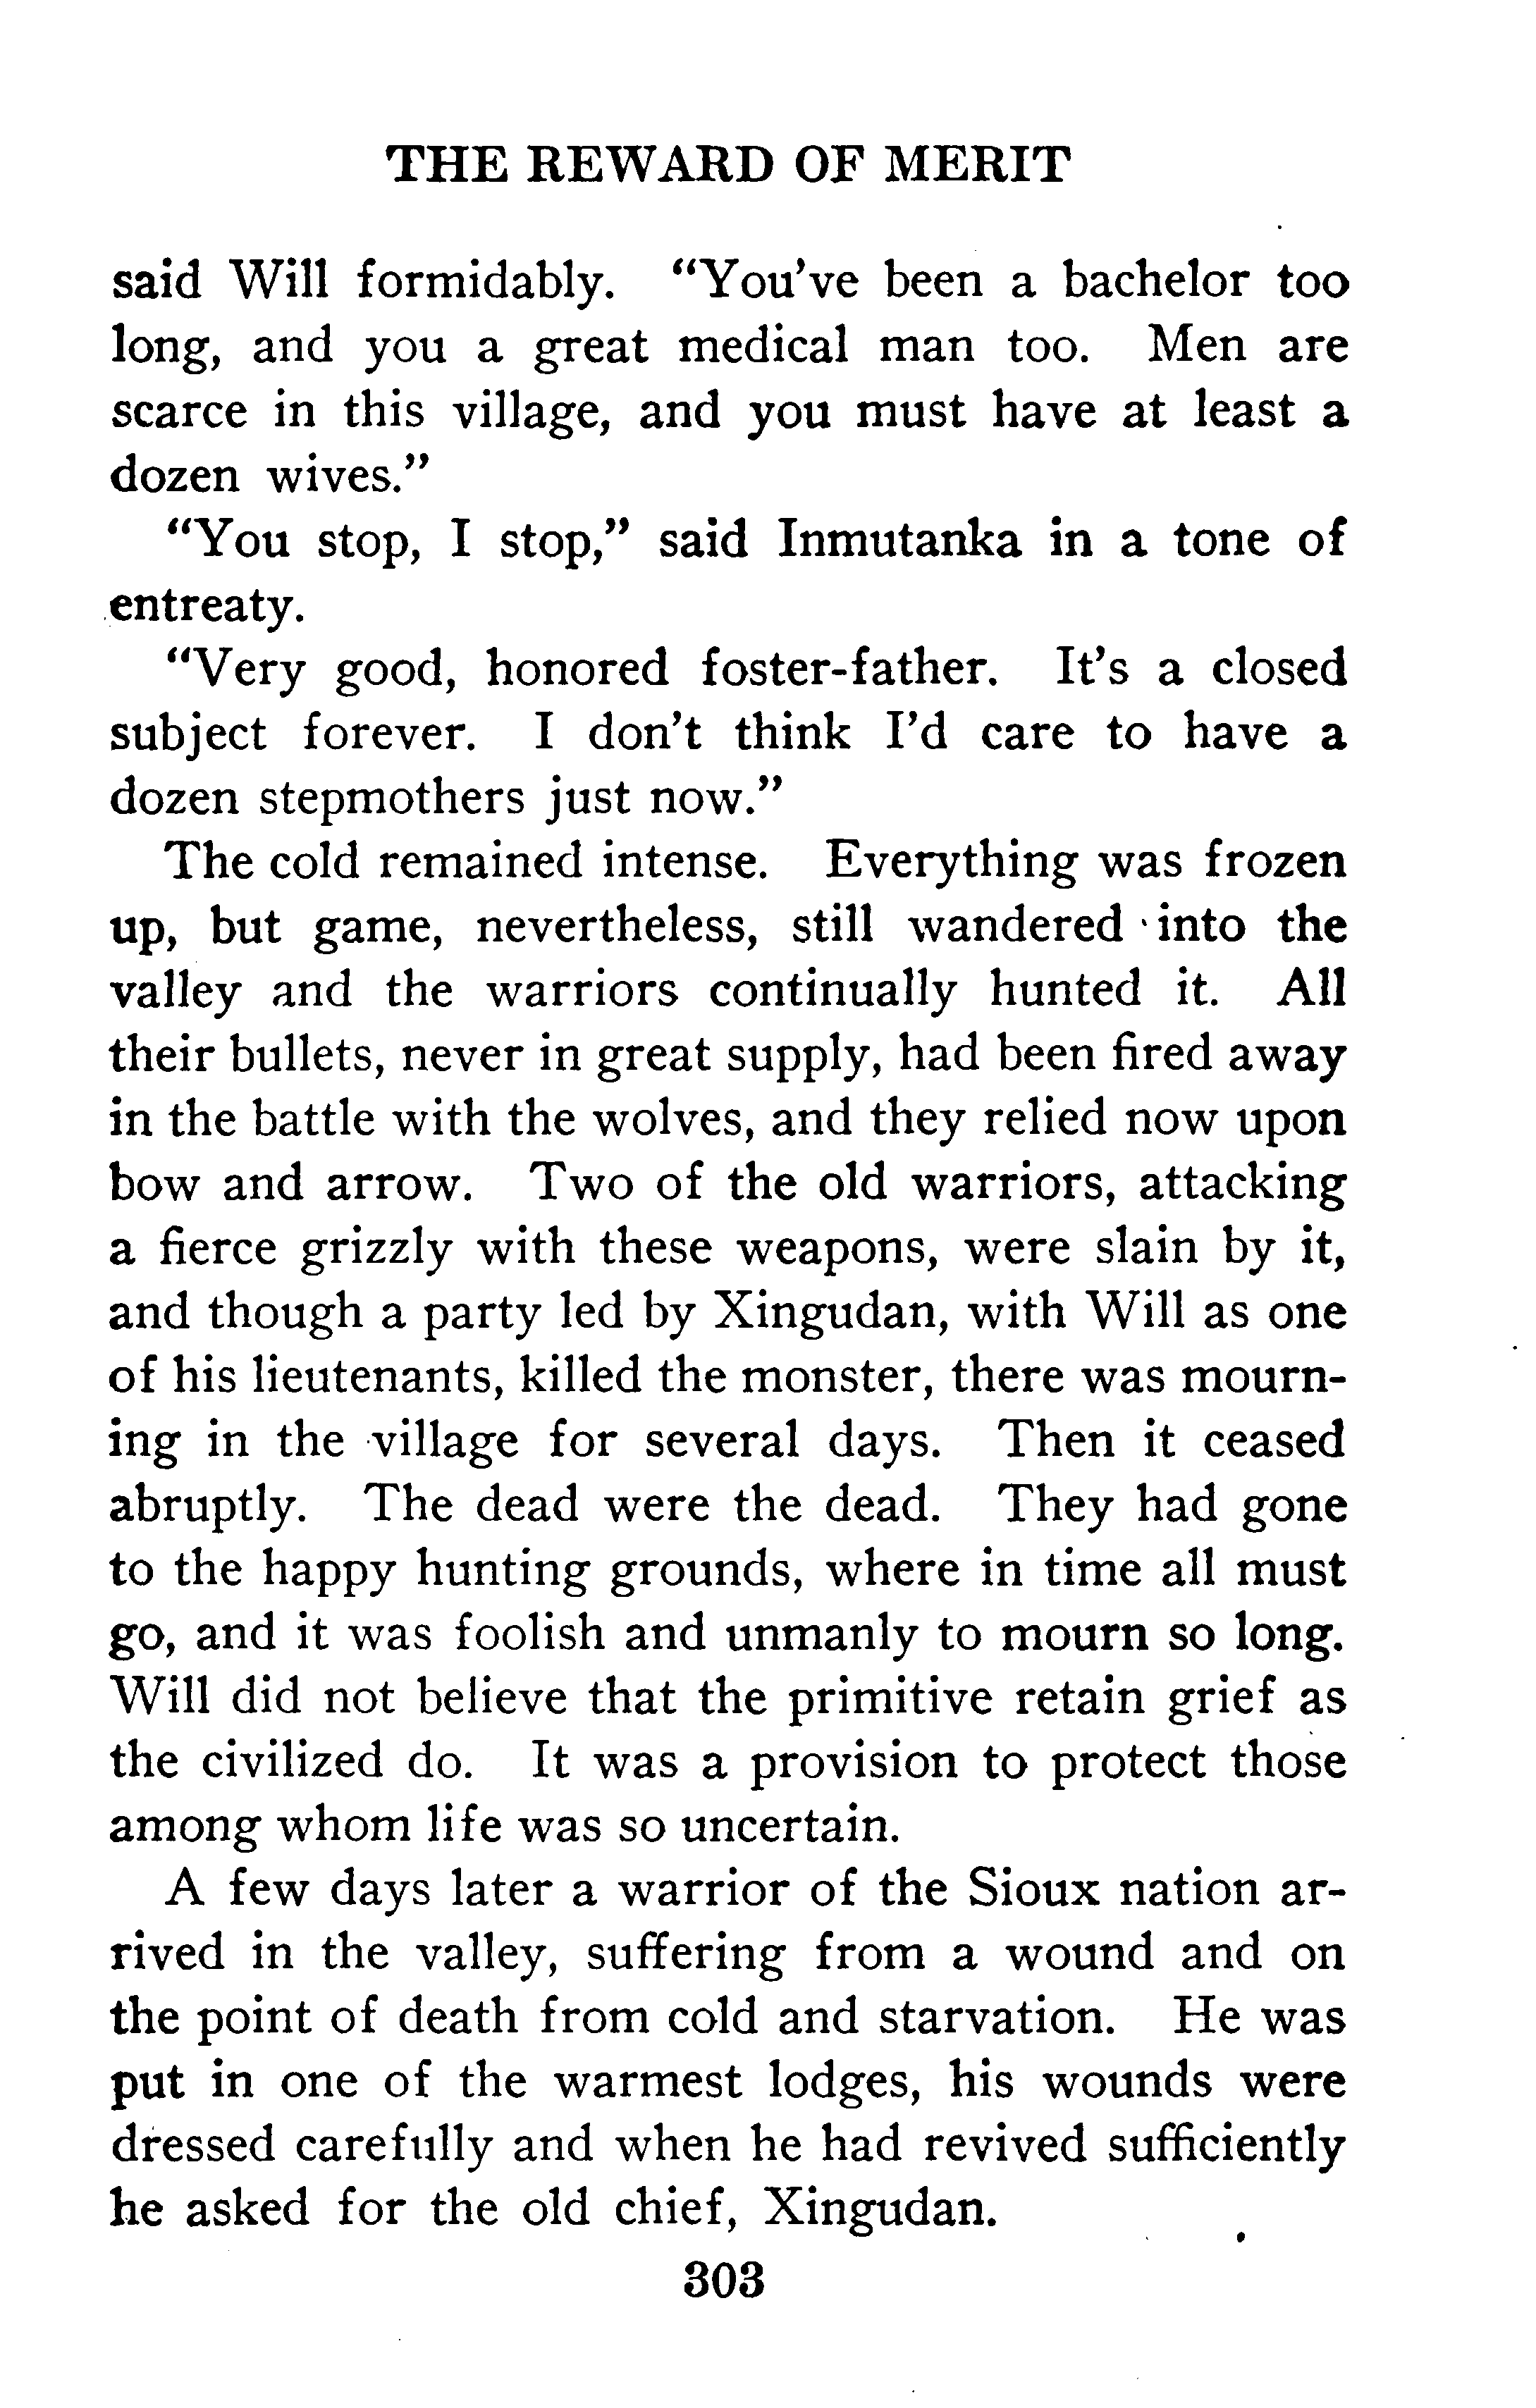 THE REWARD OF MERIT
said Will formidably. "You've been a bachelor too
long, and you a great medical man too. Men are
scarce in this village, and you must have at least a
dozen wives."
"You stop, I stop," said Inmutanka in a tone of
entreaty.
"Very good, honored foster-father. It's a closed
subject forever. I don't think I'd care to have a
dozen stepmothers just now."
The cold remained intense. Everything was frozen
up, but game, nevertheless, still wandered into the
valley and the warriors continually hunted it. All
their bullets, never in great supply, had been fired away
in the battle with the wolves, and they relied now upon
bow and arrow. Two of the old warriors, attacking
a fierce grizzly with these weapons, were slain by it,
and though a party led by Xingudan, with Will as one
of his lieutenants, killed the monster, there was mourn-
ing in the village for several days. Then it ceased
abruptly. The dead were the dead. They had gone
to the happy hunting grounds, where in time all must
go, and it was foolish and unmanly to mourn so long.
Will did not believe that the primitive retain grief as
the civilized do. It was a provision to protect those
among whom life was so uncertain.
A few days later a warrior of the Sioux nation ar-
rived in the valley, suffering from a wound and on
the point of death from cold and starvation. He was
put in one of the warmest lodges, his wounds were
dressed carefully and when he had revived sufficiently
he asked for the old chief, Xingudan.
303